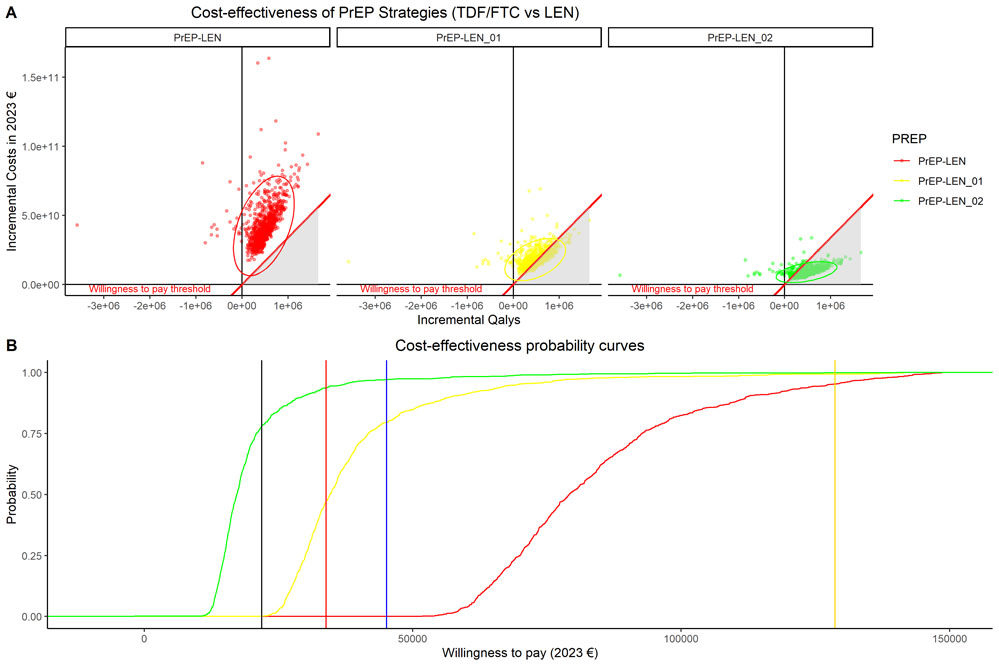 A
Cost-effectiveness of PrEP Strategies (TDF/FTC vs LEN)
PrEP-LEN
PrEP-LEN_01
PrEP-LEN_02
Incremental Costs in 2023 €
1.5e+11
1.0e+11
5.0e+10
0.0e+00
Willingness to pay threshold
Willingness to pay threshold
Willingness to pay threshold
-3e+06 -2e+06 -1e+06 0e+00 1e+06
-3e+06 -2e+06 -1e+06 0e+00 1e+06
-3e+06 -2e+06 -1e+06 0e+00 1e+06
Incremental Qalys
PREP
PrEP-LEN
PrEP-LEN_01
PrEP-LEN_02
B
Cost-effectiveness probability curves
Probability
1.00
0.75
0.50
0.25
0.00
0 50000 100000 150000
Willingness to pay (2023 €)